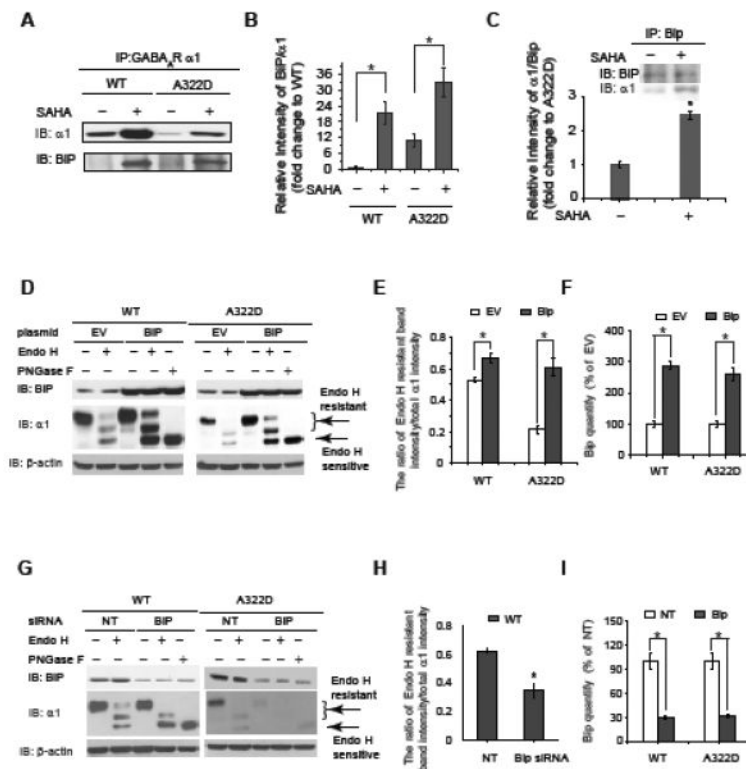 A
IP:GABAAR α1
WT A322D
SAHA – + – +
IB: α1
IB: BIP
B
Relative Intensity of BIP/α1
(fold change to WT)
36
30
24
18
12
6
0
* *
SAHA – + – +
WT A322D
C
IP: Bip
SAHA – +
IB: BIP
IB: α1
Relative Intensity of α1/Bip
(fold change to A322D)
3
2
1
0
*
SAHA – +
D
WT A322D
plasmid EV BIP EV BIP
Endo H – + – + – – + – + –
PNGase F – – – – + – – – – +
IB: BIP
IB: α1
IB: β-actin
Endo H
resistant
Endo H
sensitive
E
EV Bip
The ratio of Endo H resistant band
intensity/total α1 intensity
0.8
0.6
0.4
0.2
0
* *
WT A322D
F
EV Bip
Bip quantify (% of EV)
400
300
200
100
0
* *
WT A322D
G
WT A322D
siRNA NT BIP NT BIP
Endo H – + – + – – + – + –
PNGase F – – – – + – – – – +
IB: BIP
IB: α1
IB: β-actin
Endo H
resistant
Endo H
sensitive
H
WT
The ratio of Endo H resistant
band intensity/total α1 intensity
0.8
0.6
0.4
0.2
0
*
NT Bip siRNA
I
NT Bip
Bip quantify (% of NT)
150
120
90
60
30
0
* *
WT A322D